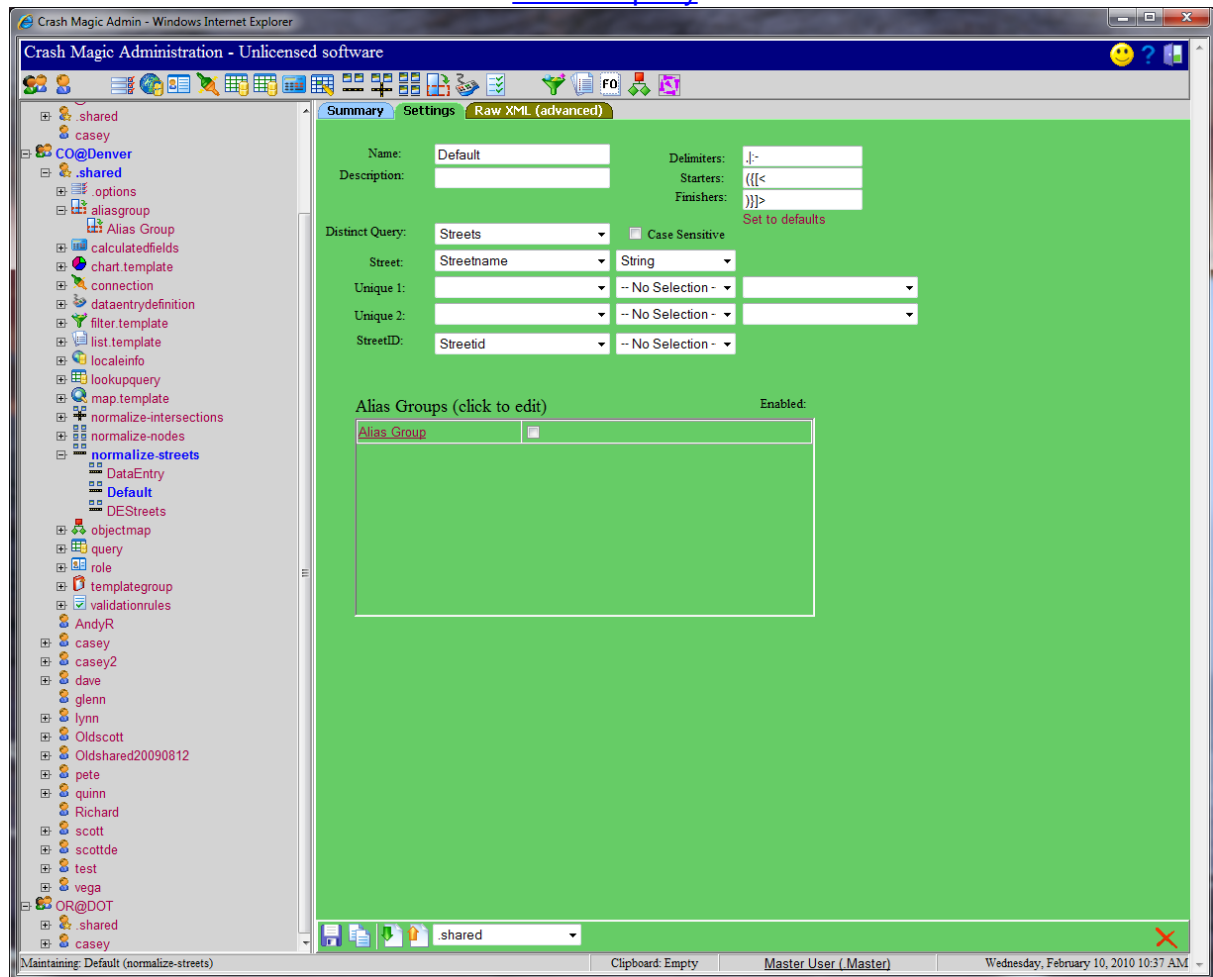 Crash Magic Admin - Windows Internet Explorer
Crash Magic Administration - Unlicensed software
.shared
casey
CO@Denver
.shared
.options
aliasgroup
Alias Group
calculatedfields
chart.template
connection
dataentrydefinition
filter.template
list.template
localeinfo
lookupquery
map.template
normalize-intersections
normalize-nodes
normalize-streets
DataEntry
Default
DEStreets
objectmap
query
role
templategroup
validationrules
AndyR
casey
casey2
dave
glenn
lynn
Oldscott
Oldshared20090812
pete
quinn
Richard
scott
scottde
test
vega
OR@DOT
.shared
casey
Summary Settings Raw XML (advanced)
Name: Default Delimiters: .|:-
Description: Starters: ({[<
Finishers: )}]>
Set to defaults
Distinct Query: Streets Case Sensitive
Street: Streetname String
Unique 1: -- No Selection -
Unique 2: -- No Selection -
StreetID: Streetid -- No Selection -
Alias Groups (click to edit) Enabled:
Alias Group
.shared
Maintaining: Default (normalize-streets) Clipboard: Empty Master User (.Master) Wednesday, February 10, 2010 10:37 AM